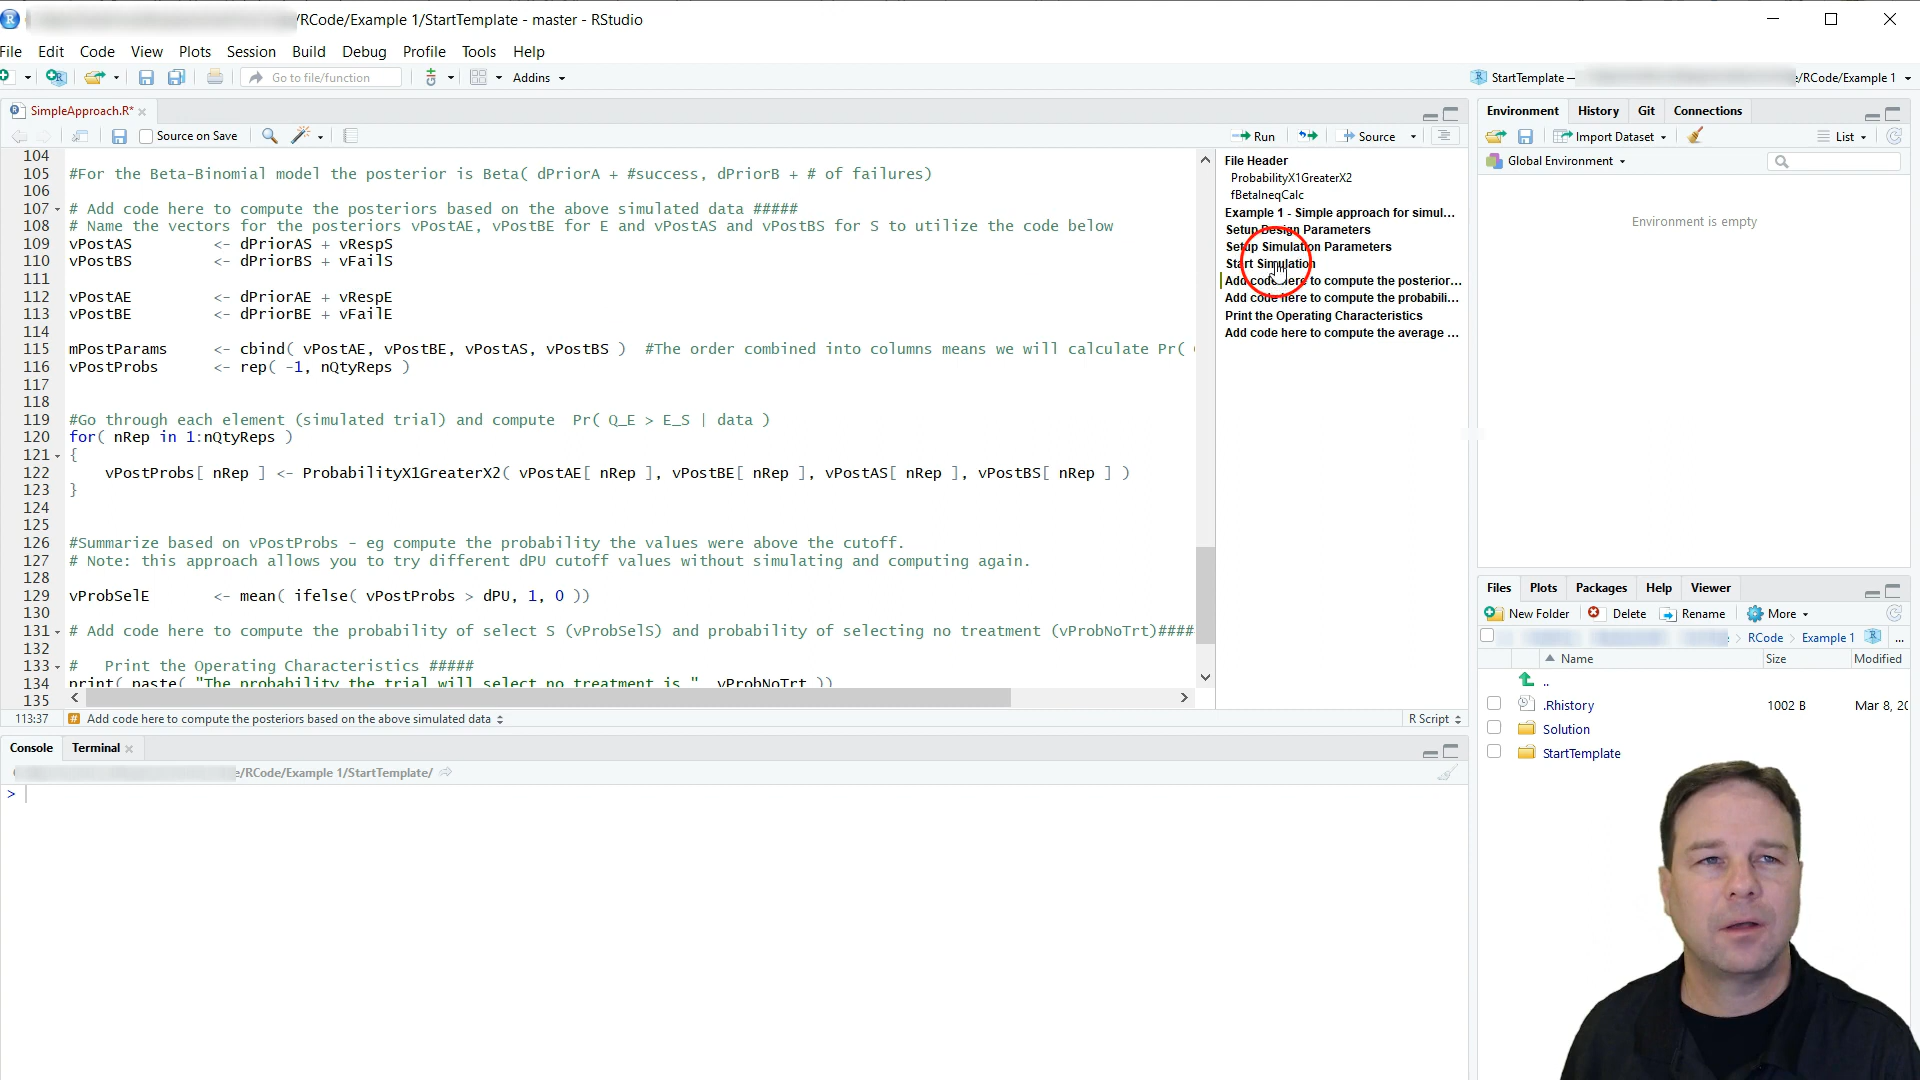 /RCode/Example 1/StartTemplate - master - RStudio
File Edit Code View Plots Session Build Debug Profile Tools Help
Go to file/function Addins StartTemplate — /RCode/Example 1
SimpleApproach.R*
Source on Save Run Source
104
105 #For the Beta-Binomial model the posterior is Beta( dPriorA + #success, dPriorB + # of failures)
106
107 # Add code here to compute the posteriors based on the above simulated data #####
108 # Name the vectors for the posteriors vPostAE, vPostBE for E and vPostAS and vPostBS for S to utilize the code below
109 vPostAS <- dPriorAS + vRespS
110 vPostBS <- dPriorBS + vFailS
111
112 vPostAE <- dPriorAE + vRespE
113 vPostBE <- dPriorBE + vFailE
114
115 mPostParams <- cbind( vPostAE, vPostBE, vPostAS, vPostBS ) #The order combined into columns means we will calculate Pr(
116 vPostProbs <- rep( -1, nQtyReps )
117
118
119 #Go through each element (simulated trial) and compute Pr( Q_E > E_S | data )
120 for( nRep in 1:nQtyReps )
121 {
122 vPostProbs[ nRep ] <- ProbabilityX1GreaterX2( vPostAE[ nRep ], vPostBE[ nRep ], vPostAS[ nRep ], vPostBS[ nRep ] )
123 }
124
125
126 #Summarize based on vPostProbs - eg compute the probability the values were above the cutoff.
127 # Note: this approach allows you to try different dPU cutoff values without simulating and computing again.
128
129 vProbSelE <- mean( ifelse( vPostProbs > dPU, 1, 0 ))
130
131 # Add code here to compute the probability of select S (vProbSelS) and probability of selecting no treatment (vProbNoTrt)####
132
133 # Print the Operating Characteristics #####
134 print( paste( "The probability the trial will select no treatment is ", vProbNoTrt ))
135
113:37 Add code here to compute the posteriors based on the above simulated data R Script
File Header
ProbabilityX1GreaterX2
fBetaIneqCalc
Example 1 - Simple approach for simul...
Setup Design Parameters
Setup Simulation Parameters
Start Simulation
Add code here to compute the posterior...
Add code here to compute the probabili...
Print the Operating Characteristics
Add code here to compute the average ...
Console Terminal
e/RCode/Example 1/StartTemplate/
>
Environment History Git Connections
Import Dataset List
Global Environment
Environment is empty
Files Plots Packages Help Viewer
New Folder Delete Rename More
RCode Example 1 ...
Name Size Modified
..
.Rhistory 1002 B Mar 8, 20
Solution
StartTemplate